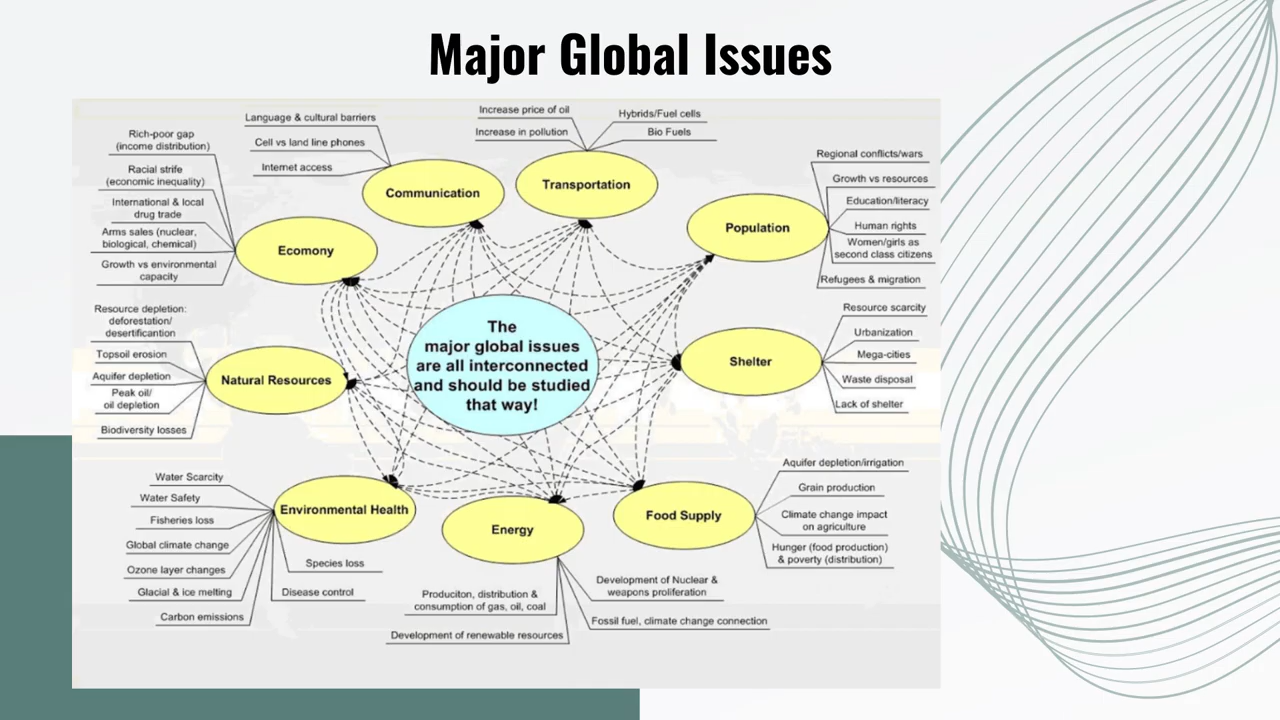 Major Global Issues
Language & cultural barriers
Cell vs land line phones
Internet access
Communication
Increase price of oil
Increase in pollution
Hybrids/Fuel cells
Bio Fuels
Transportation
Rich-poor gap
(income distribution)
Racial strife
(economic inequality)
International & local
drug trade
Arms sales (nuclear,
biological, chemical)
Growth vs environmental
capacity
Ecomony
Regional conflicts/wars
Growth vs resources
Education/literacy
Human rights
Women/girls as
second class citizens
Refugees & migration
Population
The
major global issues
are all interconnected
and should be studied
that way!
Resource depletion:
deforestation/
desertificantion
Topsoil erosion
Aquifer depletion
Peak oil/
oil depletion
Biodiversity losses
Natural Resources
Resource scarcity
Urbanization
Mega-cities
Waste disposal
Lack of shelter
Shelter
Water Scarcity
Water Safety
Fisheries loss
Global climate change
Ozone layer changes
Glacial & ice melting
Carbon emissions
Species loss
Disease control
Environmental Health
Energy
Produciton, distribution &
consumption of gas, oil, coal
Development of renewable resources
Development of Nuclear &
weapons proliferation
Fossil fuel, climate change connection
Food Supply
Aquifer depletion/irrigation
Grain production
Climate change impact
on agriculture
Hunger (food production)
& poverty (distribution)